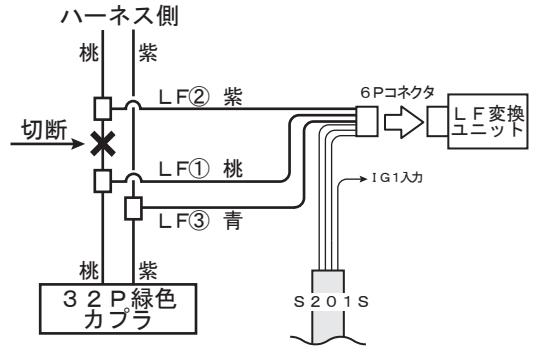 ハーネス側
桃
紫
LF② 紫
6Pコネクタ
LF変換
ユニット
切断
LF① 桃
IG1入力
LF③ 青
桃
紫
32P緑色
カプラ
S201S